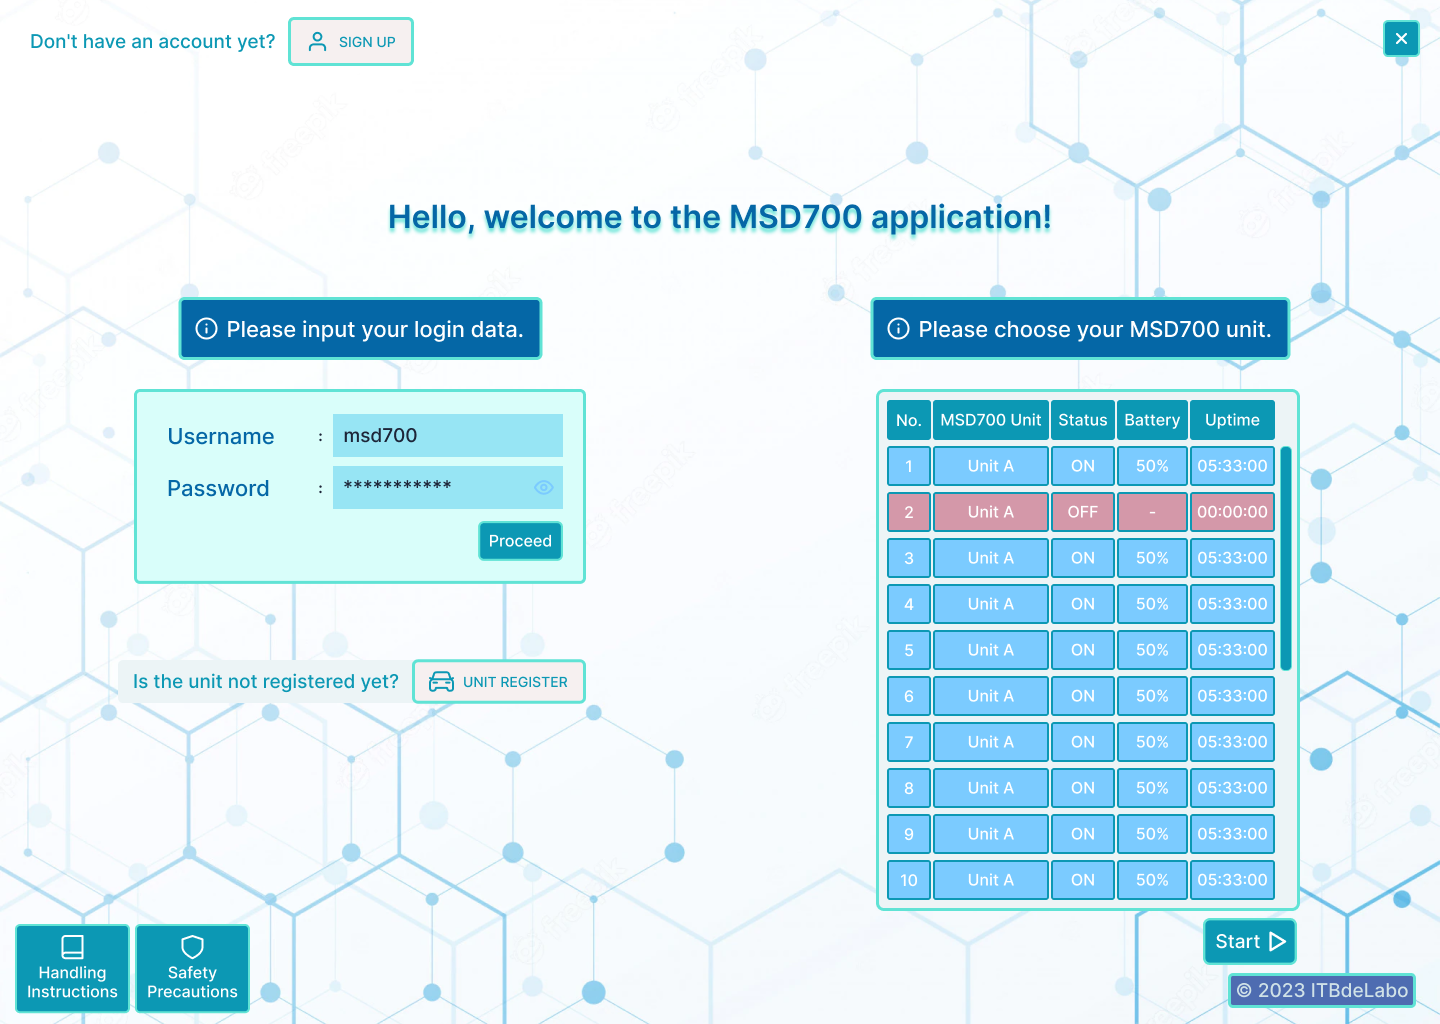 Don't have an account yet?
SIGN UP
Hello, welcome to the MSD700 application!
Please input your login data.
Please choose your MSD700 unit.
Username : msd700
Password : ***********
Proceed
Is the unit not registered yet?
UNIT REGISTER
No. MSD700 Unit Status Battery Uptime
1 Unit A ON 50% 05:33:00
2 Unit A OFF - 00:00:00
3 Unit A ON 50% 05:33:00
4 Unit A ON 50% 05:33:00
5 Unit A ON 50% 05:33:00
6 Unit A ON 50% 05:33:00
7 Unit A ON 50% 05:33:00
8 Unit A ON 50% 05:33:00
9 Unit A ON 50% 05:33:00
10 Unit A ON 50% 05:33:00
Handling
Instructions
Safety
Precautions
Start
© 2023 ITBdeLabo
freepik